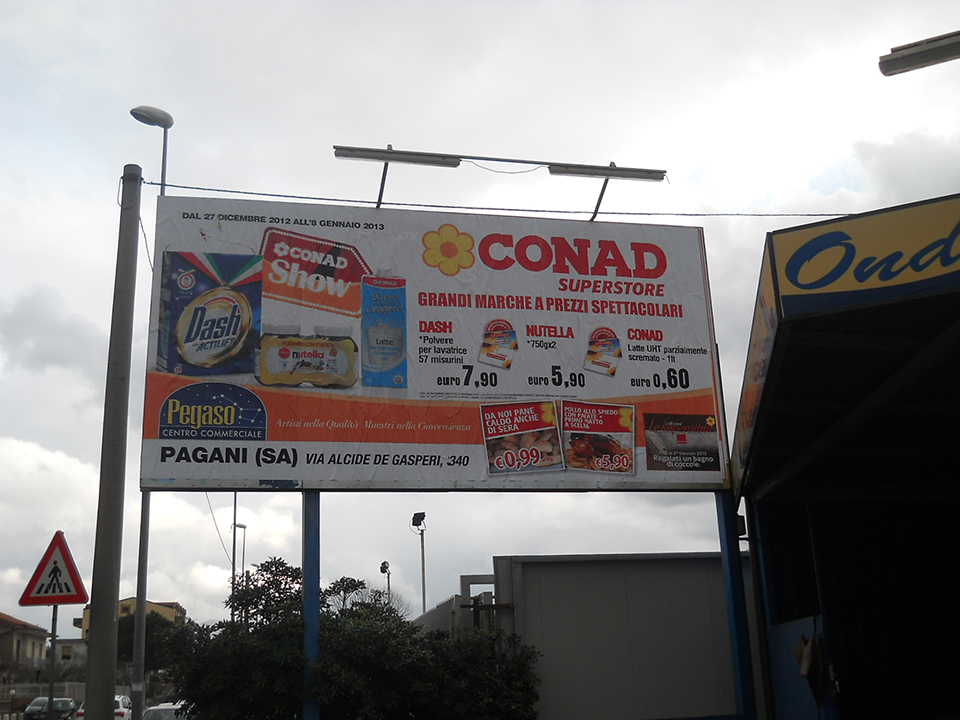 DAL 27 DICEMBRE 2012 ALL'8 GENNAIO 2013
CONAD
Show
CONAD
SUPERSTORE
GRANDI MARCHE A PREZZI SPETTACOLARI
Dash
ACTILIFT
nutella
CONAD
Latte
DASH
*Polvere
per lavatrice
57 misurini
euro 7,90
NUTELLA
*750gx2
euro 5,90
CONAD
Latte UHT parzialmente
scremato - 1lt
euro 0,60
Pegaso
CENTRO COMMERCIALE
Artisti nella Qualità Maestri nella Convenienza
DA NOI PANE
CALDO ANCHE
DI SERA
€0,99
POLLO ALLO SPIEDO
CON PATATE +
PRIMO PIATTO
A SCELTA
€5,90
Regalati un bagno
di coccole.
PAGANI (SA) VIA ALCIDE DE GASPERI, 340
Ond